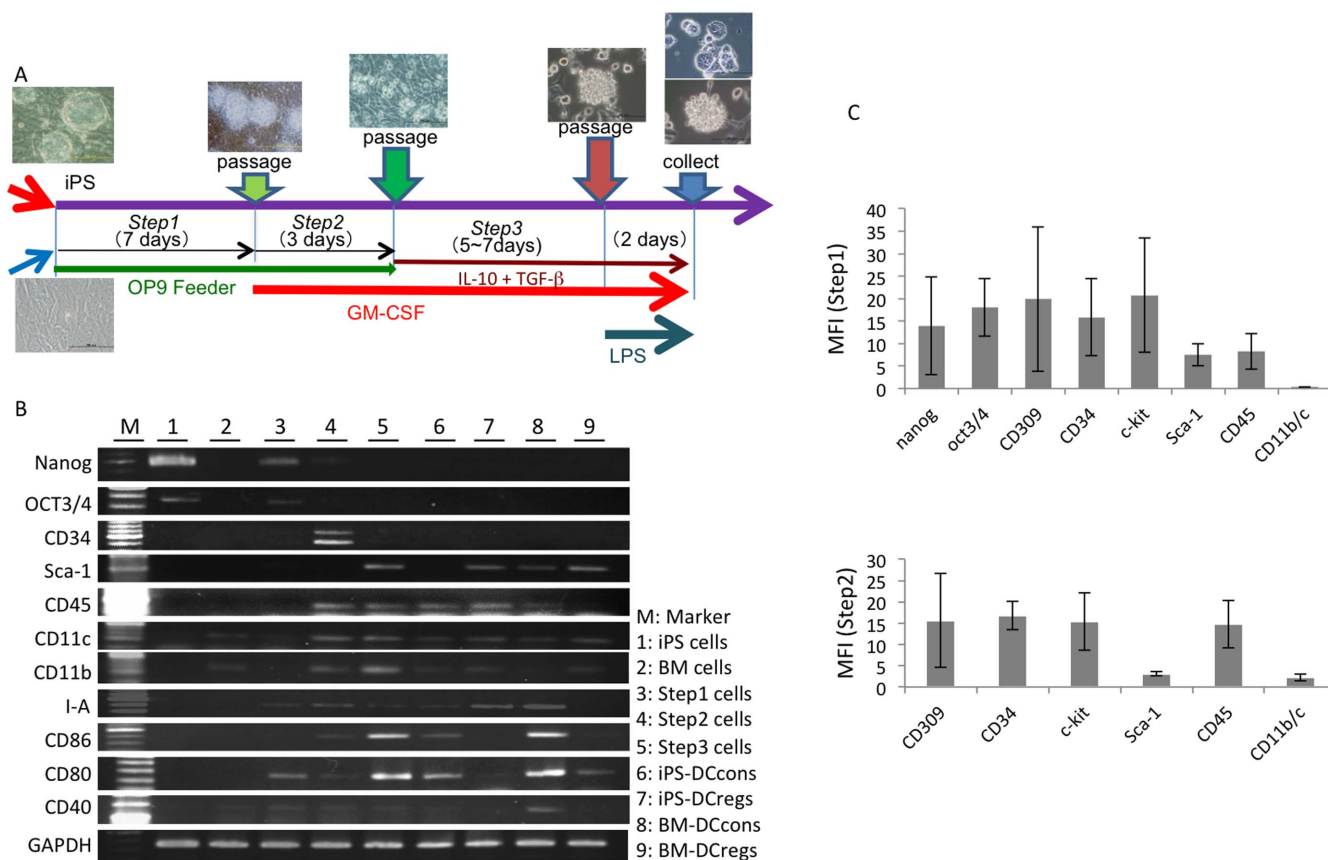 A
iPS
passage
passage
passage
collect
Step1
(7 days)
Step2
(3 days)
Step3
(5~7days)
(2 days)
IL-10 + TGF-β
OP9 Feeder
GM-CSF
LPS
B
M 1 2 3 4 5 6 7 8 9
Nanog
OCT3/4
CD34
Sca-1
CD45
CD11c
CD11b
I-A
CD86
CD80
CD40
GAPDH
M: Marker
1: iPS cells
2: BM cells
3: Step1 cells
4: Step2 cells
5: Step3 cells
6: iPS-DCcons
7: iPS-DCregs
8: BM-DCcons
9: BM-DCregs
C
MFI (Step1)
40
35
30
25
20
15
10
5
0
nanog
oct3/4
CD309
CD34
c-kit
Sca-1
CD45
CD11b/c
MFI (Step2)
30
25
20
15
10
5
0
CD309
CD34
c-kit
Sca-1
CD45
CD11b/c